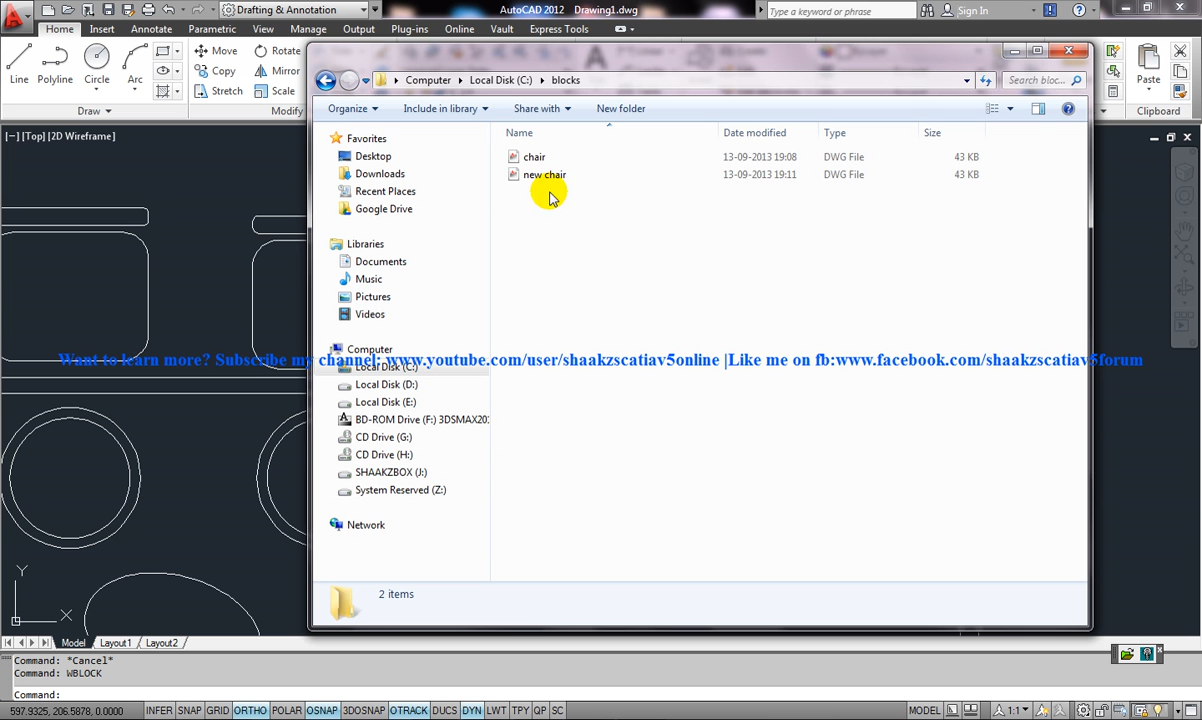 Drafting & Annotation
AutoCAD 2012 Drawing1.dwg
Type a keyword or phrase
Sign In
Home Insert Annotate Parametric View Manage Output Plug-ins Online Vault Express Tools
Line Polyline Circle Arc
Move Rotate
Copy Mirror
Stretch Scale
Paste
Draw Modify Clipboard
Computer Local Disk (C:) blocks
Search bloc...
Organize Include in library Share with New folder
Name Date modified Type Size
chair 13-09-2013 19:08 DWG File 43 KB
new chair 13-09-2013 19:11 DWG File 43 KB
Favorites
Desktop
Downloads
Recent Places
Google Drive
Libraries
Documents
Music
Pictures
Videos
Computer
Local Disk (C:)
Local Disk (D:)
Local Disk (E:)
BD-ROM Drive (F:) 3DSMAX20
CD Drive (G:)
CD Drive (H:)
SHAAKZBOX (J:)
System Reserved (Z:)
Network
2 items
[−] [Top] [2D Wireframe]
Want to learn more? Subscribe my channel: www.youtube.com/user/shaakzscatiav5online |Like me on fb:www.facebook.com/shaakzscatiav5forum
Y
X
Model Layout1 Layout2
Command: *Cancel*
Command: WBLOCK
Command:
597.9325, 206.5878, 0.0000
INFER SNAP GRID ORTHO POLAR OSNAP 3DOSNAP OTRACK DUCS DYN LWT TPY QP SC
MODEL
1:1